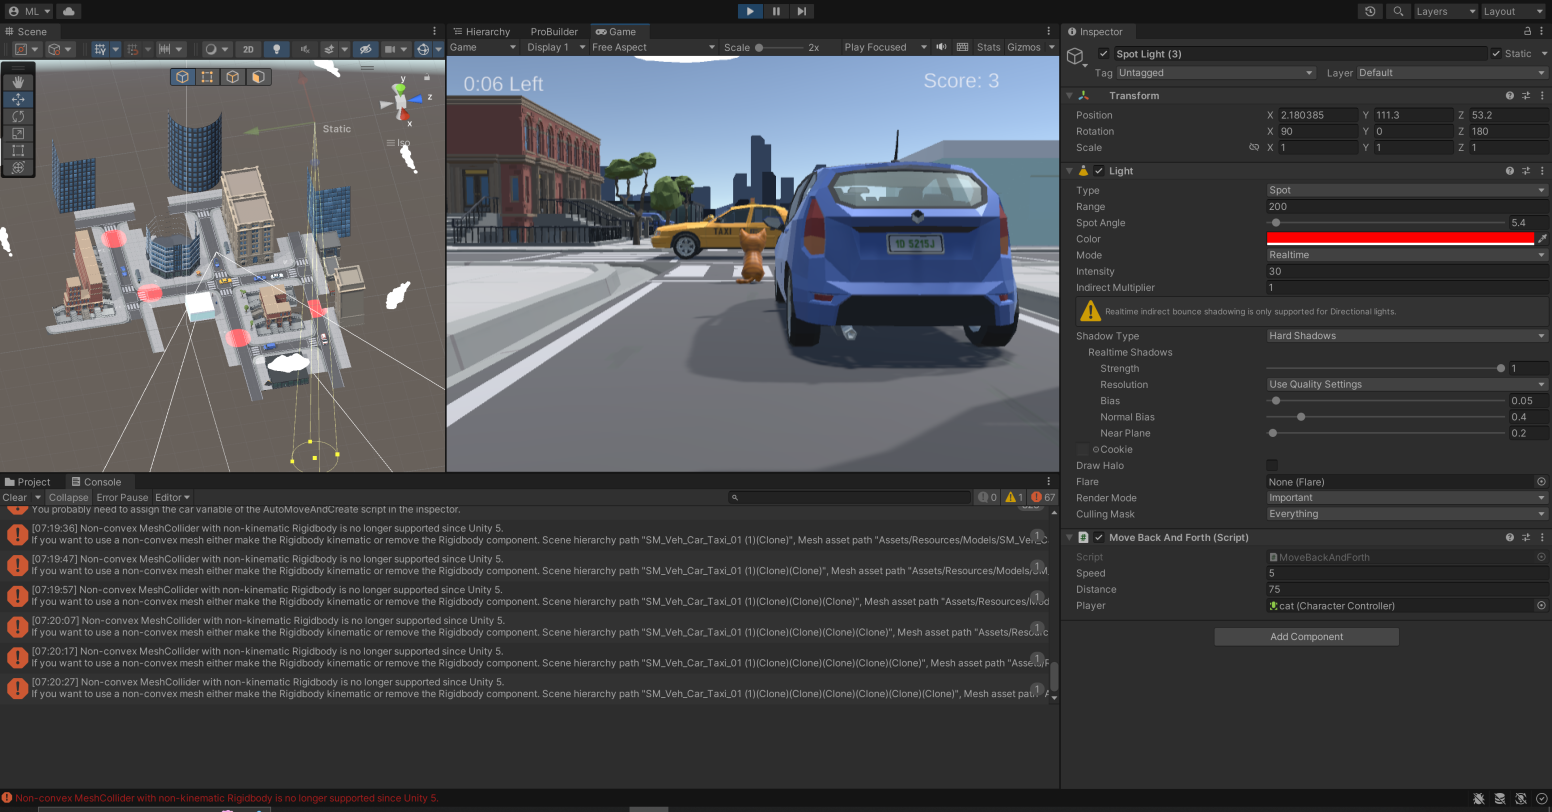 ML
Layers
Layout
Scene
2D
Static
y
z
x
Iso
Hierarchy
ProBuilder
Game
Game
Display 1
Free Aspect
Scale
2x
Play Focused
Stats
Gizmos
0:06 Left
Score: 3
TAXI
1D 5215J
Inspector
Spot Light (3)
Static
Tag Untagged
Layer Default
Transform
Position X 2.180385 Y 111.3 Z 53.2
Rotation X 90 Y 0 Z 180
Scale X 1 Y 1 Z 1
Light
Type Spot
Range 200
Spot Angle 5.4
Color
Mode Realtime
Intensity 30
Indirect Multiplier 1
Realtime indirect bounce shadowing is only supported for Directional lights.
Shadow Type Hard Shadows
Realtime Shadows
Strength 1
Resolution Use Quality Settings
Bias 0.05
Normal Bias 0.4
Near Plane 0.2
Cookie
Draw Halo
Flare None (Flare)
Render Mode Important
Culling Mask Everything
Move Back And Forth (Script)
Script MoveBackAndForth
Speed 5
Distance 75
Player cat (Character Controller)
Add Component
Project
Console
Clear
Collapse
Error Pause
Editor
0
1
67
You probably need to assign the car variable of the AutoMoveAndCreate script in the inspector.
[07:19:36] Non-convex MeshCollider with non-kinematic Rigidbody is no longer supported since Unity 5.
If you want to use a non-convex mesh either make the Rigidbody kinematic or remove the Rigidbody component. Scene hierarchy path "SM_Veh_Car_Taxi_01 (1)(Clone)", Mesh asset path "Assets/Resources/Models/SM_Veh_C
1
[07:19:47] Non-convex MeshCollider with non-kinematic Rigidbody is no longer supported since Unity 5.
If you want to use a non-convex mesh either make the Rigidbody kinematic or remove the Rigidbody component. Scene hierarchy path "SM_Veh_Car_Taxi_01 (1)(Clone)(Clone)", Mesh asset path "Assets/Resources/Models/SM_
1
[07:19:57] Non-convex MeshCollider with non-kinematic Rigidbody is no longer supported since Unity 5.
If you want to use a non-convex mesh either make the Rigidbody kinematic or remove the Rigidbody component. Scene hierarchy path "SM_Veh_Car_Taxi_01 (1)(Clone)(Clone)(Clone)", Mesh asset path "Assets/Resources/Mod
1
[07:20:07] Non-convex MeshCollider with non-kinematic Rigidbody is no longer supported since Unity 5.
If you want to use a non-convex mesh either make the Rigidbody kinematic or remove the Rigidbody component. Scene hierarchy path "SM_Veh_Car_Taxi_01 (1)(Clone)(Clone)(Clone)(Clone)", Mesh asset path "Assets/Resourc
1
[07:20:17] Non-convex MeshCollider with non-kinematic Rigidbody is no longer supported since Unity 5.
If you want to use a non-convex mesh either make the Rigidbody kinematic or remove the Rigidbody component. Scene hierarchy path "SM_Veh_Car_Taxi_01 (1)(Clone)(Clone)(Clone)(Clone)(Clone)", Mesh asset path "Assets/R
1
[07:20:27] Non-convex MeshCollider with non-kinematic Rigidbody is no longer supported since Unity 5.
If you want to use a non-convex mesh either make the Rigidbody kinematic or remove the Rigidbody component. Scene hierarchy path "SM_Veh_Car_Taxi_01 (1)(Clone)(Clone)(Clone)(Clone)(Clone)(Clone)", Mesh asset path "A
1
Non-convex MeshCollider with non-kinematic Rigidbody is no longer supported since Unity 5.